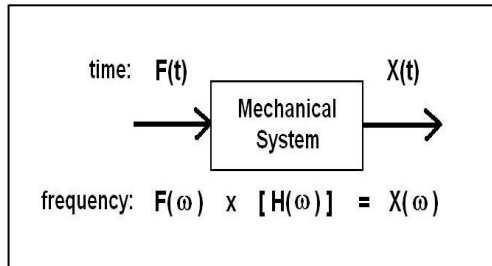 time: F(t) X(t)
Mechanical
System
frequency: F(ω) x [H(ω)] = X(ω)